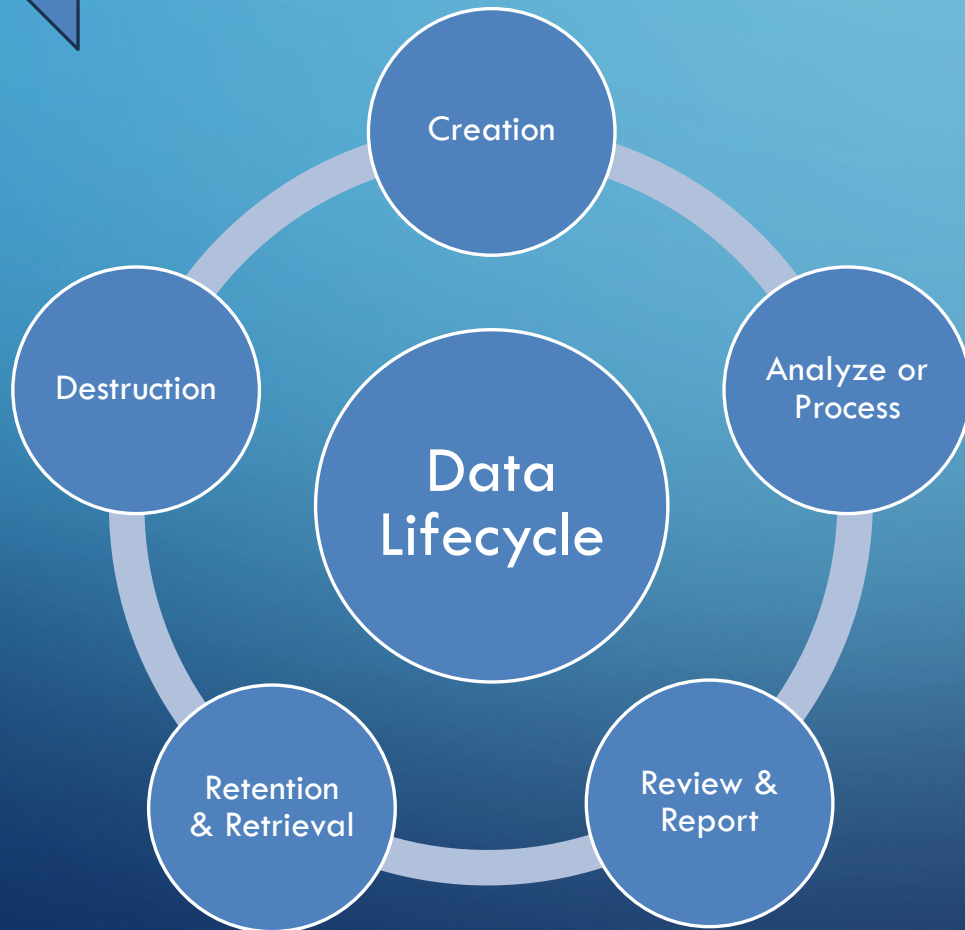 Creation
Analyze or
Process
Review &
Report
Retention
& Retrieval
Destruction
Data
Lifecycle